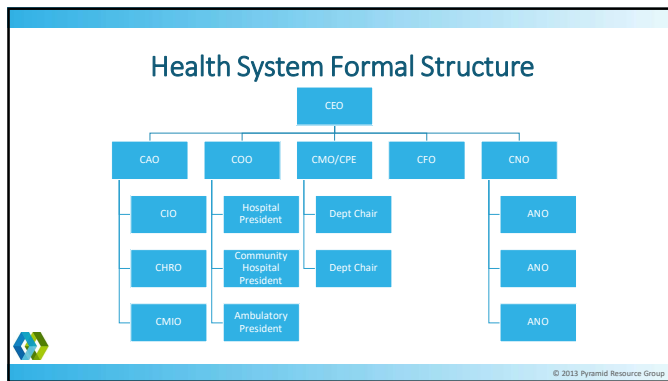 Health System Formal Structure
CEO
CAO
COO
CMO/CPE
CFO
CNO
CIO
Hospital
President
Dept Chair
ANO
CHRO
Community
Hospital
President
Dept Chair
ANO
CMIO
Ambulatory
President
ANO
© 2013 Pyramid Resource Group